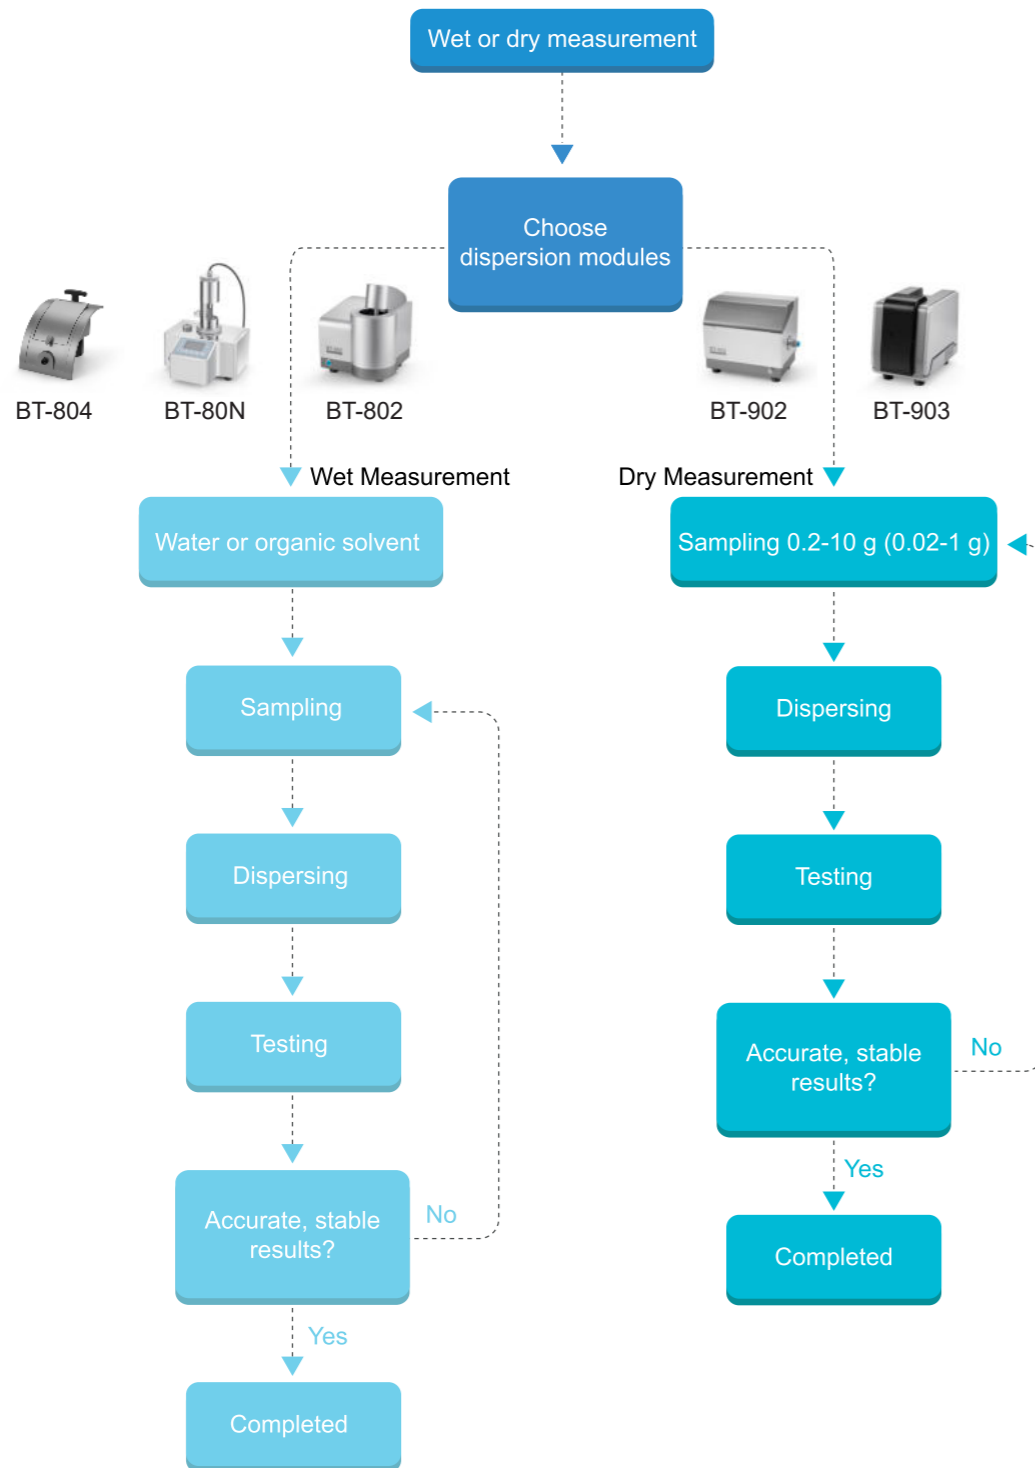 Wet or dry measurement
Choose
dispersion modules
BT-804
BT-80N
BT-802
BT-902
BT-903
Wet Measurement
Dry Measurement
Water or organic solvent
Sampling
Dispersing
Testing
Accurate, stable
results?
No
Yes
Completed
Sampling 0.2-10 g (0.02-1 g)
Dispersing
Testing
Accurate, stable
results?
No
Yes
Completed